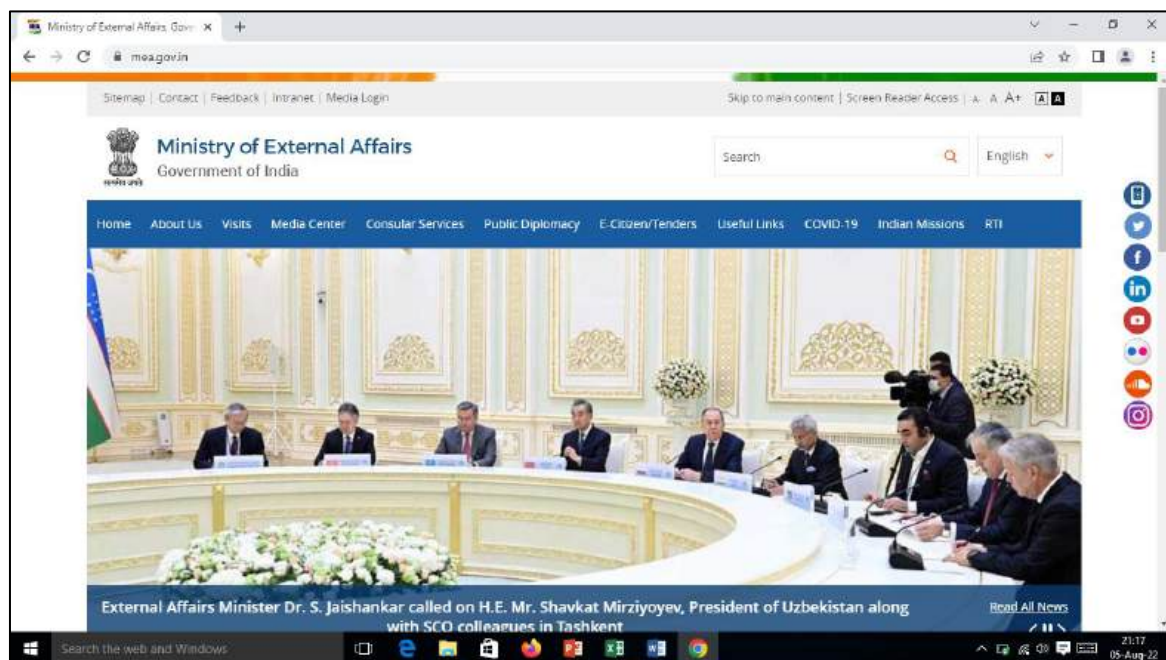 Ministry of External Affairs, Gove
mea.gov.in
Sitemap | Contact | Feedback | Intranet | Media Login
Skip to main content | Screen Reader Access | A- A A+ A A
Ministry of External Affairs
Government of India
सत्यमेव जयते
Search
English
Home About Us Visits Media Center Consular Services Public Diplomacy E-Citizen/Tenders Useful Links COVID-19 Indian Missions RTI
External Affairs Minister Dr. S. Jaishankar called on H.E. Mr. Shavkat Mirziyoyev, President of Uzbekistan along
with SCO colleagues in Tashkent
Read All News
Search the web and Windows
21:17
05-Aug-22